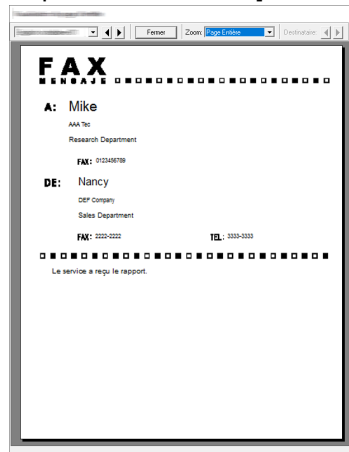 Fermer Zoom: Page Entière Destinataire:
FAX
MENSAJE
A: Mike
AAA Tec
Research Department
FAX: 0123456789
DE: Nancy
DEF Company
Sales Department
FAX: 2222-2222 TEL: 3333-3333
Le service a reçu le rapport.